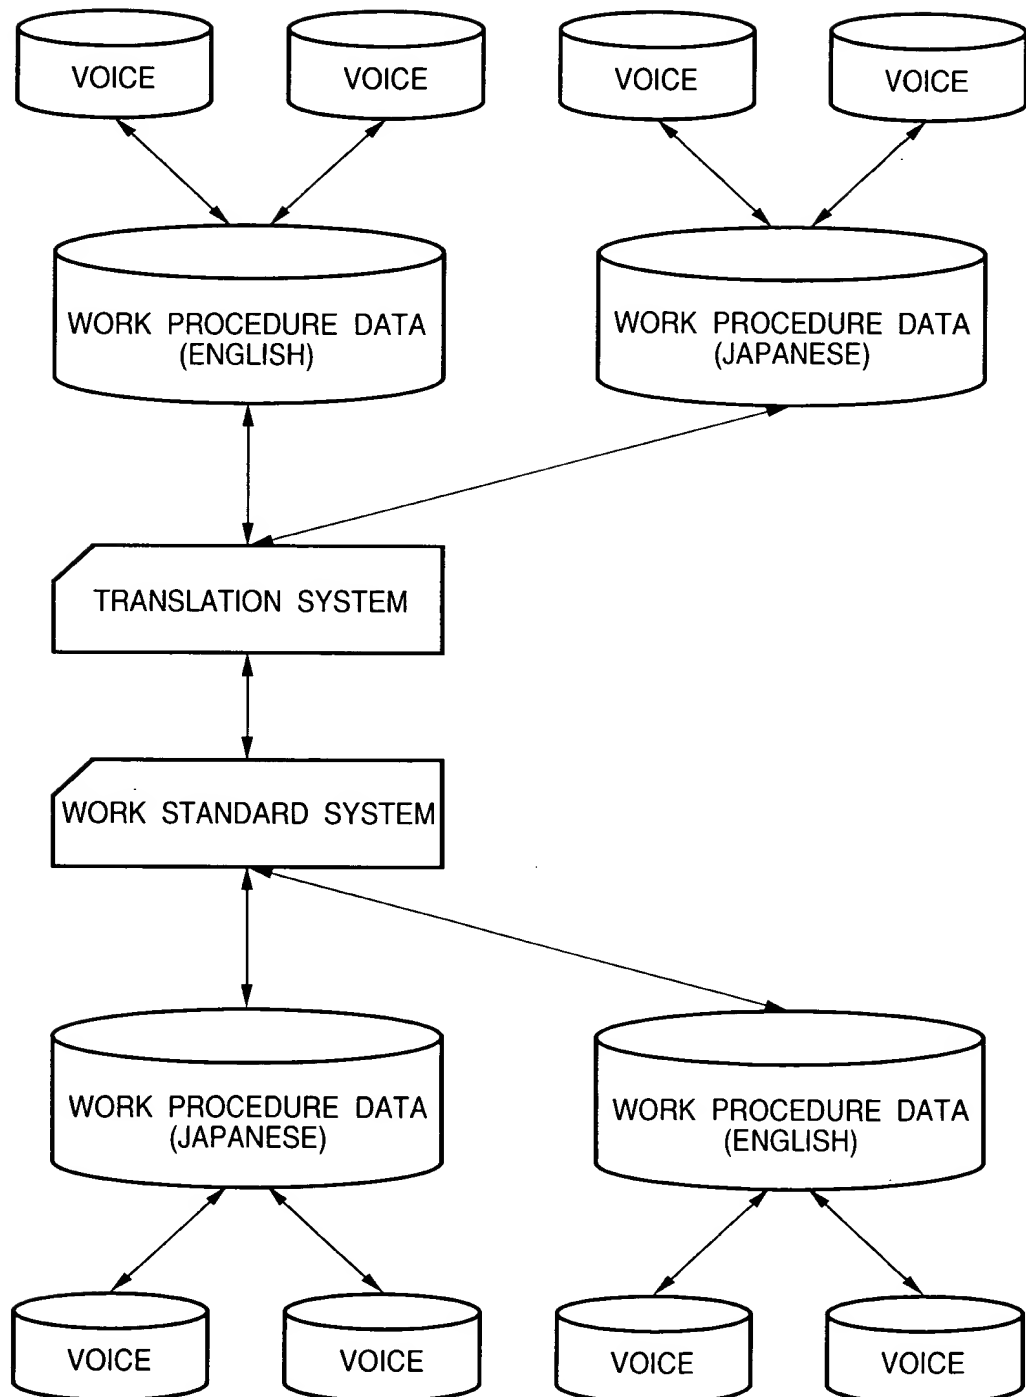 VOICE
VOICE
VOICE
VOICE
WORK PROCEDURE DATA
(ENGLISH)
WORK PROCEDURE DATA
(JAPANESE)
TRANSLATION SYSTEM
WORK STANDARD SYSTEM
WORK PROCEDURE DATA
(JAPANESE)
WORK PROCEDURE DATA
(ENGLISH)
VOICE
VOICE
VOICE
VOICE